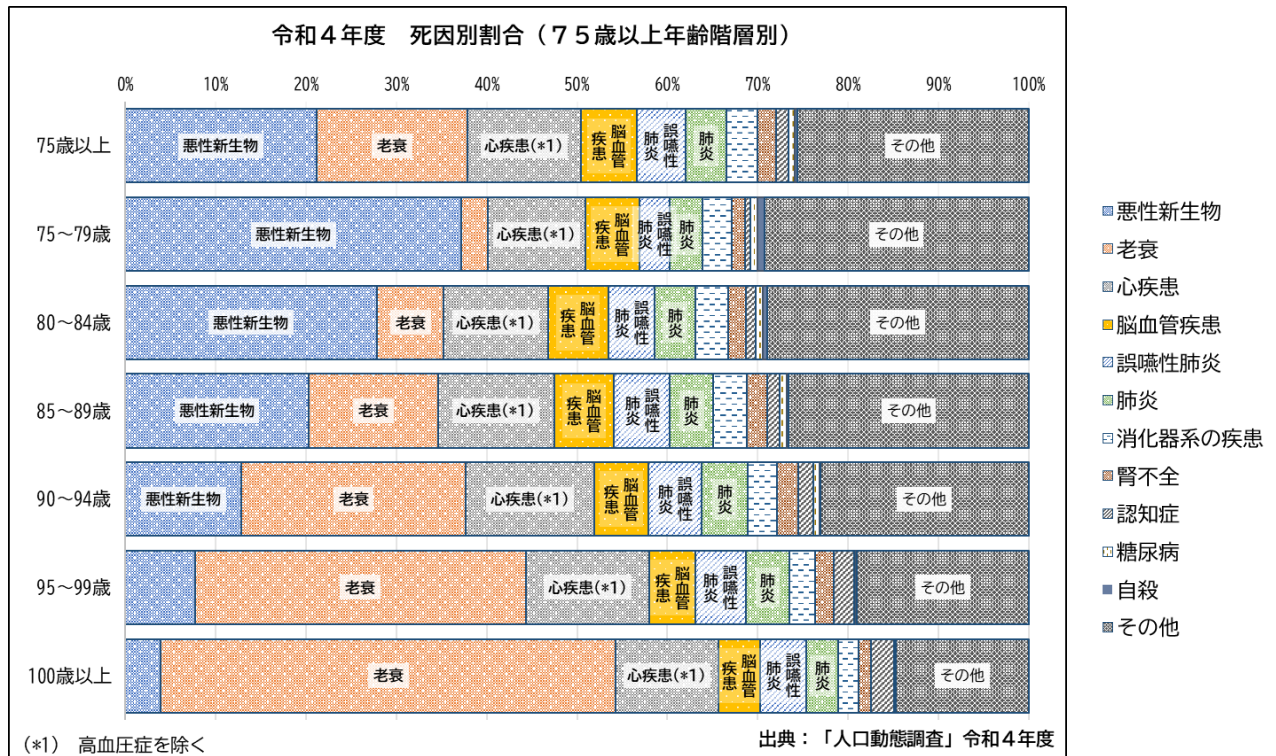 令和４年度　死因別割合（７５歳以上年齢階層別）
0% 10% 20% 30% 40% 50% 60% 70% 80% 90% 100%
75歳以上 悪性新生物 老衰 心疾患(*1) 脳血管疾患 誤嚥性肺炎 肺炎 その他
75～79歳 悪性新生物 心疾患(*1) 脳血管疾患 誤嚥性肺炎 肺炎 その他
80～84歳 悪性新生物 老衰 心疾患(*1) 脳血管疾患 誤嚥性肺炎 肺炎 その他
85～89歳 悪性新生物 老衰 心疾患(*1) 脳血管疾患 誤嚥性肺炎 肺炎 その他
90～94歳 悪性新生物 老衰 心疾患(*1) 脳血管疾患 誤嚥性肺炎 肺炎 その他
95～99歳 老衰 心疾患(*1) 脳血管疾患 誤嚥性肺炎 肺炎 その他
100歳以上 老衰 心疾患(*1) 脳血管疾患 誤嚥性肺炎 肺炎 その他
(*1)　高血圧症を除く
出典：「人口動態調査」令和４年度
悪性新生物
老衰
心疾患
脳血管疾患
誤嚥性肺炎
肺炎
消化器系の疾患
腎不全
認知症
糖尿病
自殺
その他